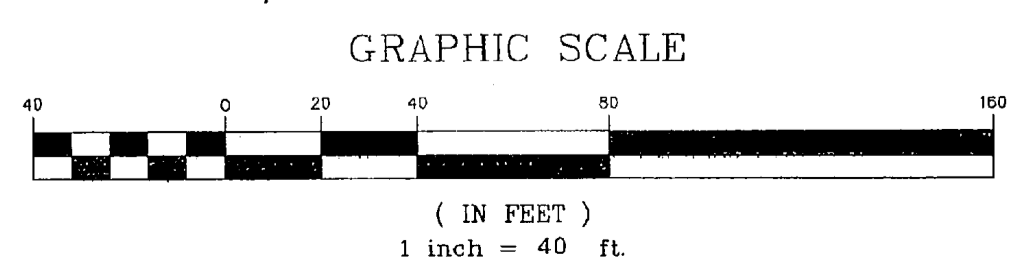 GRAPHIC SCALE
40 0 20 40 80 160
( IN FEET )
1 inch = 40 ft.